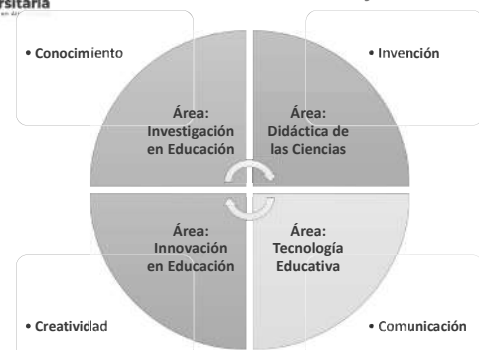 • Conocimiento
• Invención
Área:
Investigación
en Educación
Área:
Didáctica de
las Ciencias
Área:
Innovación
en Educación
Área:
Tecnología
Educativa
• Creatividad
• Comunicación